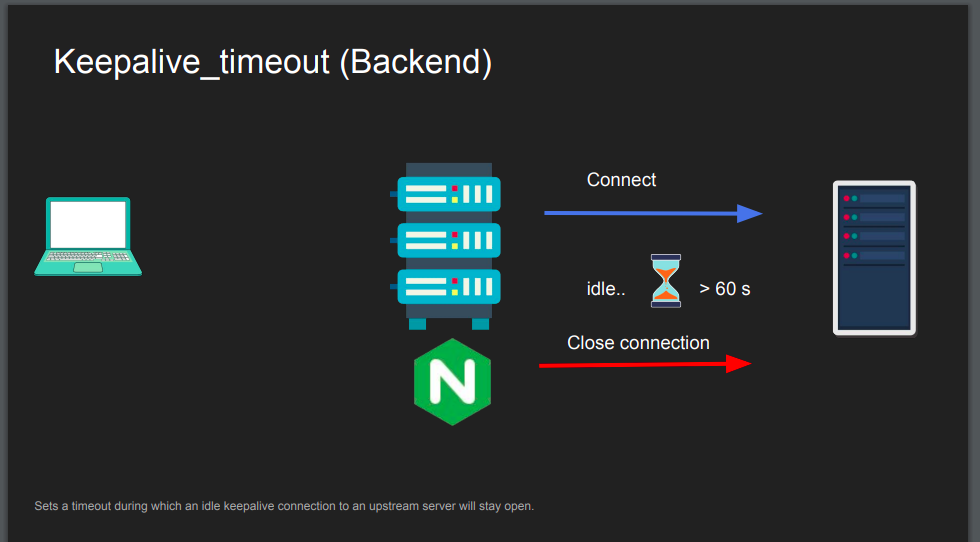 Keepalive_timeout (Backend)
Connect
idle.. > 60 s
Close connection
N
Sets a timeout during which an idle keepalive connection to an upstream server will stay open.